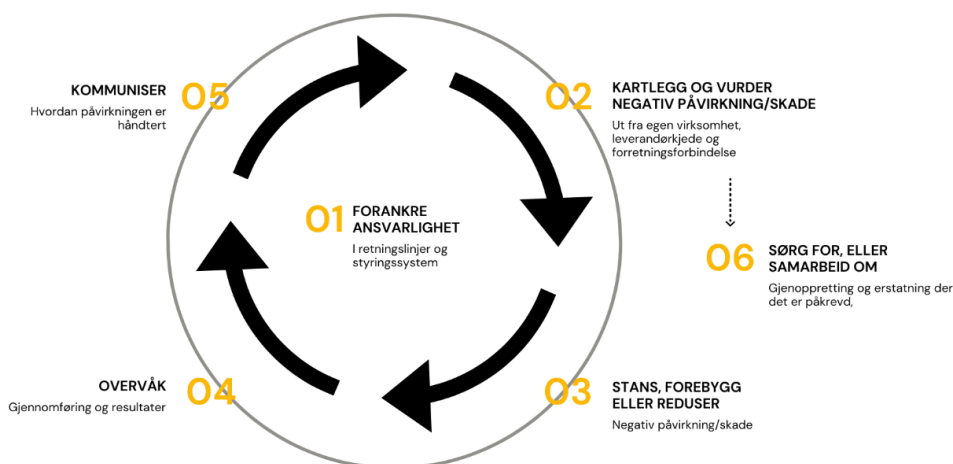 01
FORANKRE
ANSVARLIGHET
I retningslinjer og
styringssystem
02
KARTLEGG OG VURDER
NEGATIV PÅVIRKNING/SKADE
Ut fra egen virksomhet,
leverandørkjede og
forretningsforbindelse
03
STANS, FOREBYGG
ELLER REDUSER
Negativ påvirkning/skade
04
OVERVÅK
Gjennomføring og resultater
05
KOMMUNISER
Hvordan påvirkningen er
håndtert
06
SØRG FOR, ELLER
SAMARBEID OM
Gjenoppretting og erstatning der
det er påkrevd,